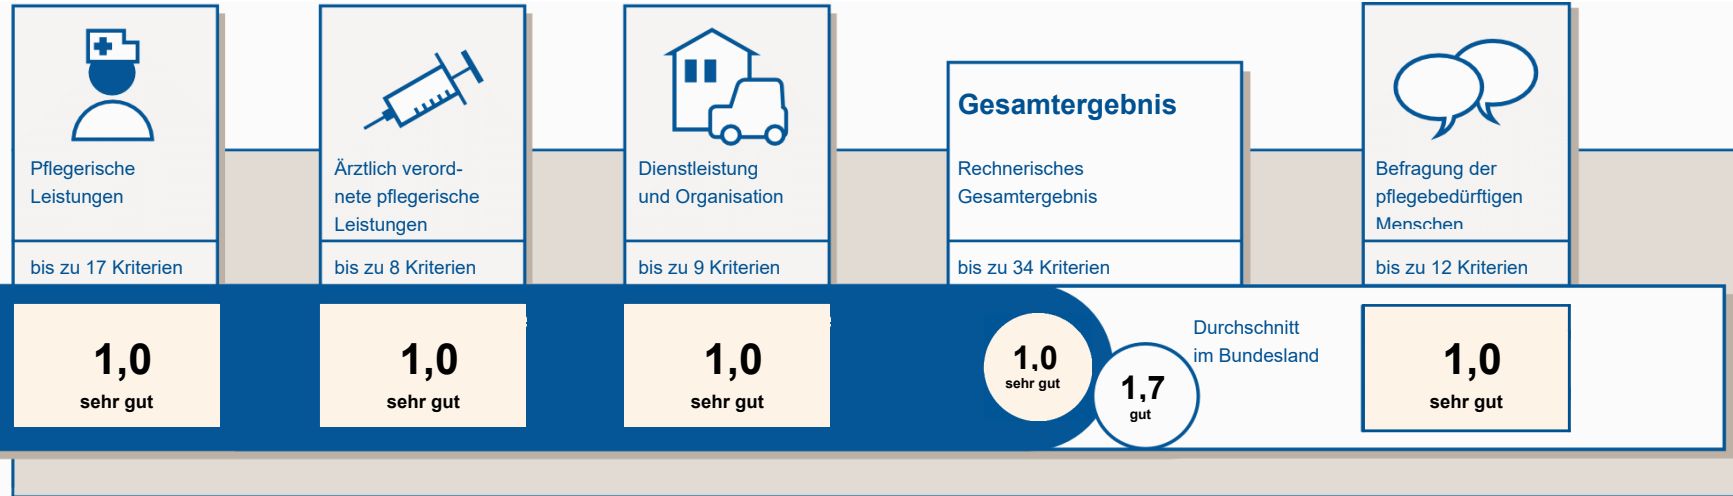 Pflegerische
Leistungen
bis zu 17 Kriterien
1,0
sehr gut
Ärztlich verord-
nete pflegerische
Leistungen
bis zu 8 Kriterien
1,0
sehr gut
Dienstleistung
und Organisation
bis zu 9 Kriterien
1,0
sehr gut
Gesamtergebnis
Rechnerisches
Gesamtergebnis
bis zu 34 Kriterien
1,0
sehr gut
1,7
gut
Durchschnitt
im Bundesland
Befragung der
pflegebedürftigen
Menschen
bis zu 12 Kriterien
1,0
sehr gut